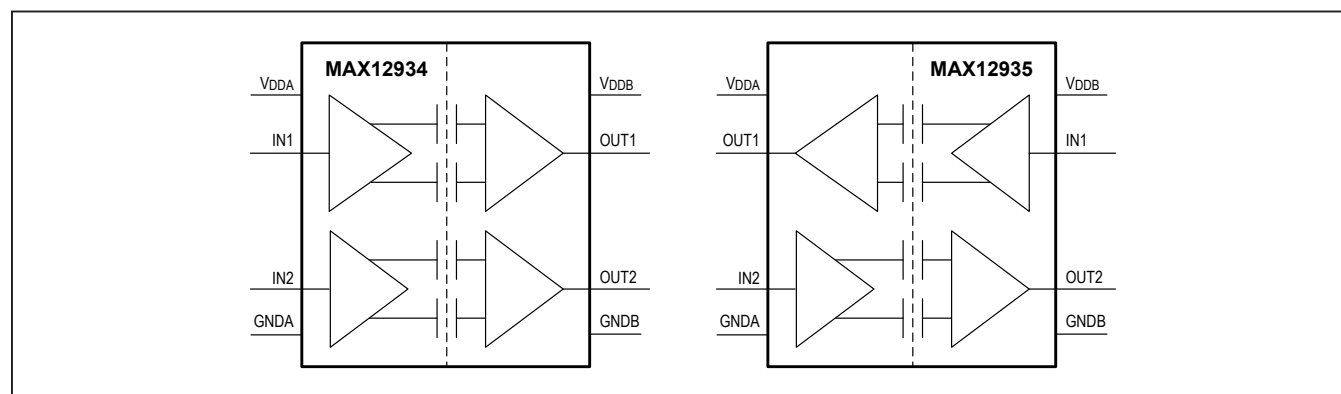 MAX12934
VDDA
VDDB
IN1
OUT1
IN2
OUT2
GNDA
GNDB
MAX12935
VDDA
VDDB
OUT1
IN1
IN2
OUT2
GNDA
GNDB